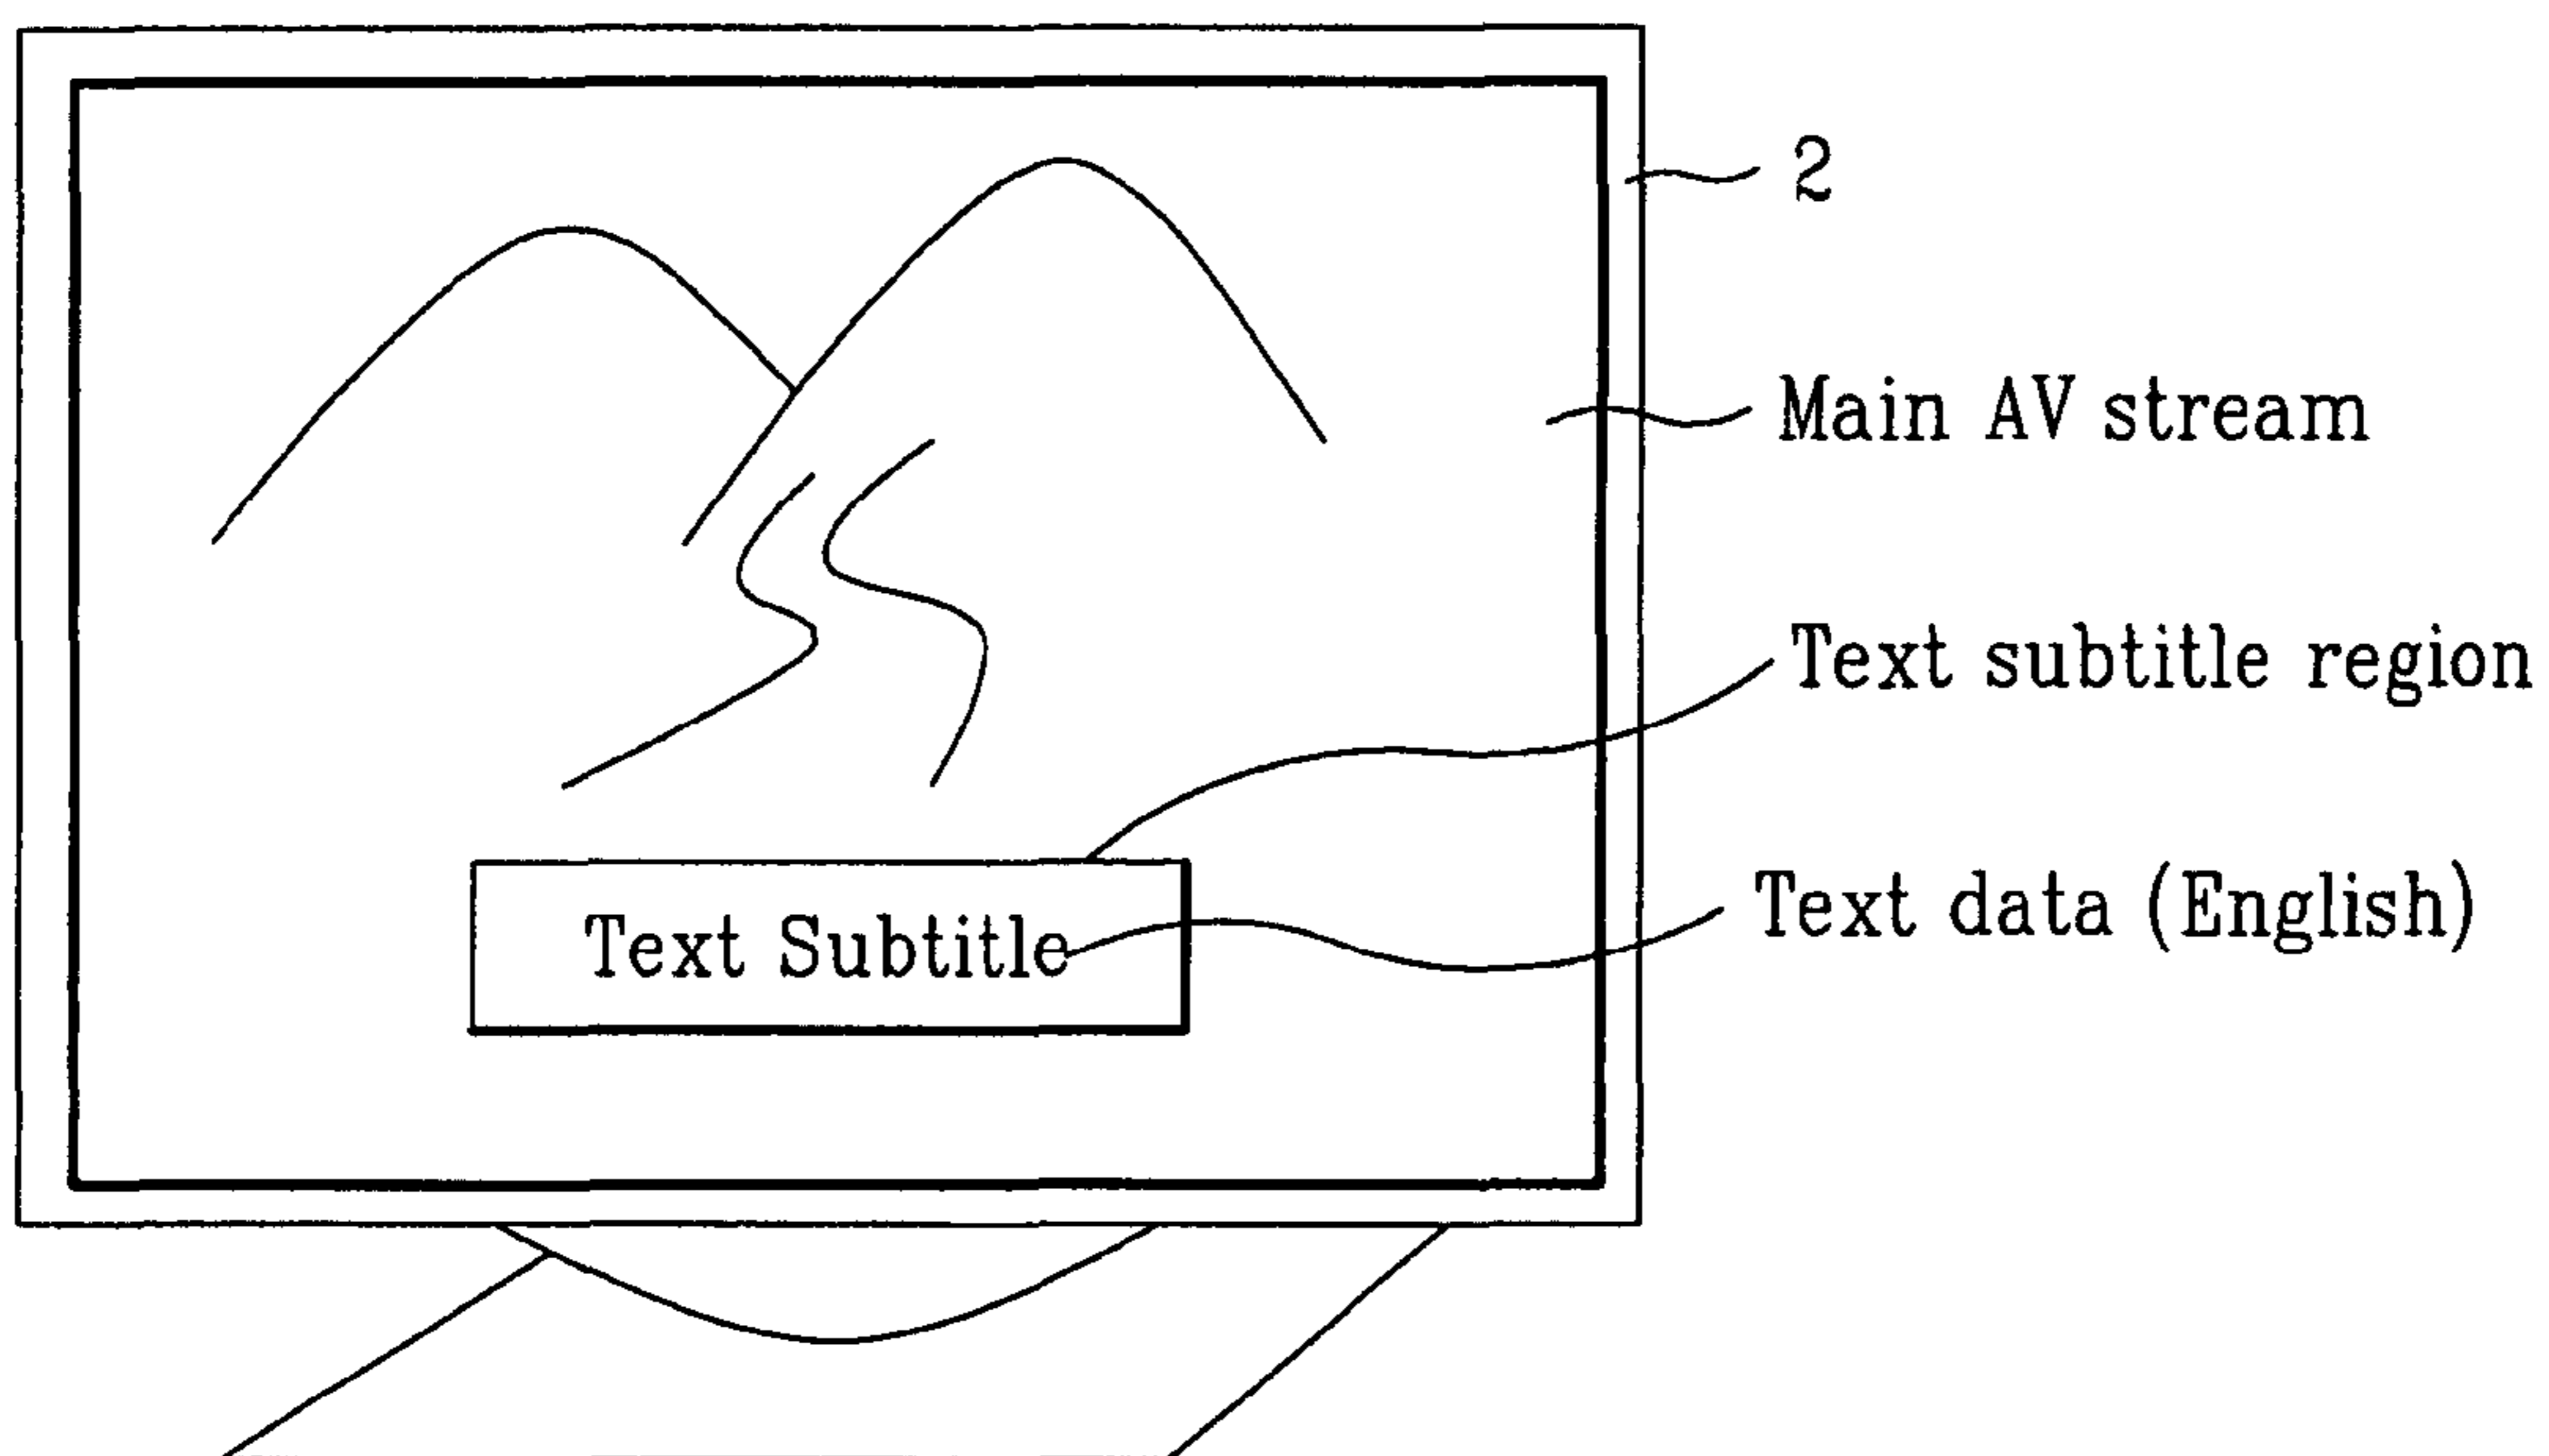 2
Main AV stream
Text subtitle region
Text data (English)
Text Subtitle